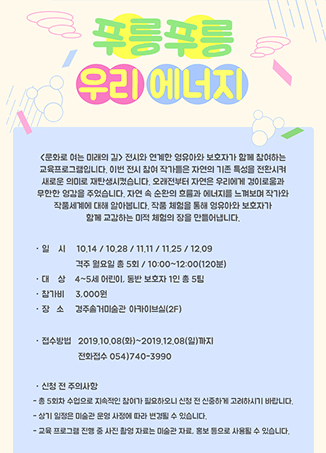 푸릉푸릉
우리 에너지
<문화로 여는 미래의 길> 전시와 연계한 영유아와 보호자가 함께 참여하는
교육프로그램입니다. 이번 전시 참여 작가들은 자연의 기존 특성을 전환시켜
새로운 의미로 재탄생시켰습니다. 오래전부터 자연은 우리에게 경이로움과
무한한 영감을 주었습니다. 자연 속 순환의 흐름과 에너지를 느껴보며 작가와
작품세계에 대해 알아봅니다. 작품 체험을 통해 영유아와 보호자가
함께 교감하는 미적 체험의 장을 만들어냅니다.
· 일 시 10.14 / 10.28 / 11.11 / 11.25 / 12.09
격주 월요일 총 5회 / 10:00~12:00(120분)
· 대 상 4~5세 어린이, 동반 보호자 1인 총 5팀
· 참가비 3,000원
· 장 소 경주솔거미술관 아카이브실(2F)
· 접수방법 2019.10.08(화)~2019.12.08(일)까지
전화접수 054)740-3990
· 신청 전 주의사항
- 총 5회차 수업으로 지속적인 참여가 필요하오니 신청 전 신중하게 고려하시기 바랍니다.
- 상기 일정은 미술관 운영 사정에 따라 변경될 수 있습니다.
- 교육 프로그램 진행 중 사진 촬영 자료는 미술관 자료, 홍보 등으로 사용될 수 있습니다.